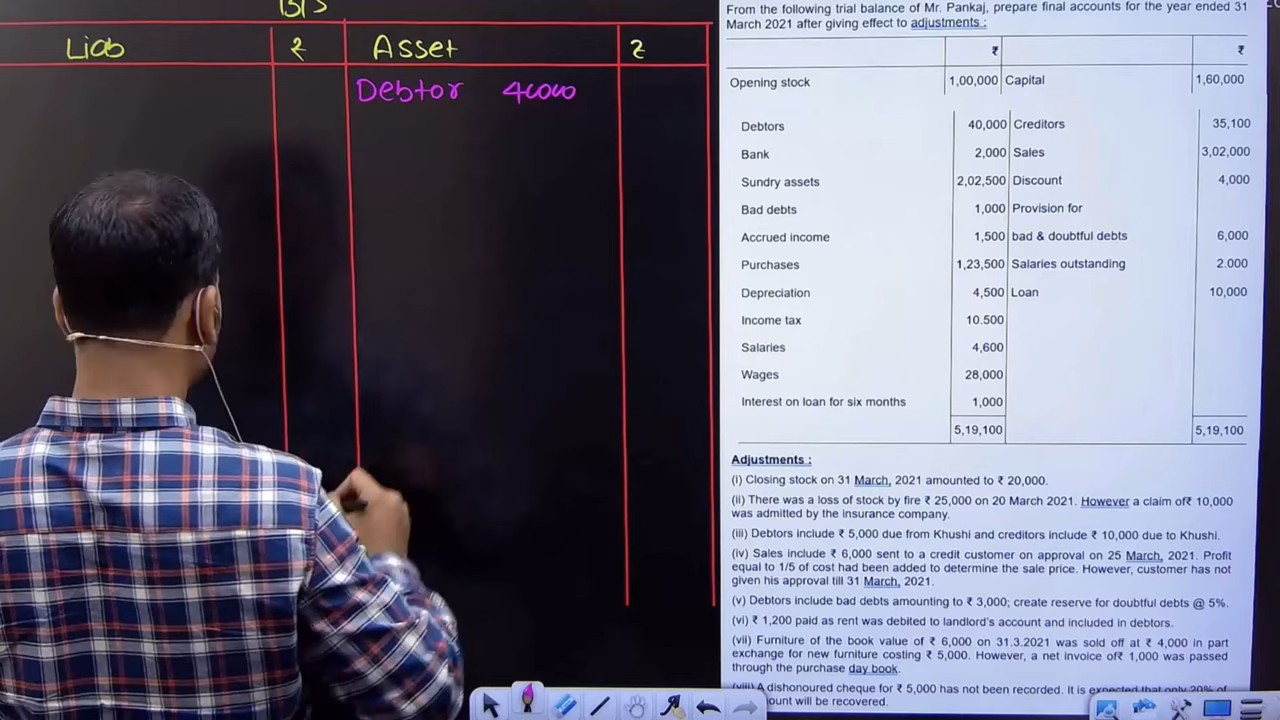 B/S
Liab ₹ Asset ₹
Debtor 40000
From the following trial balance of Mr. Pankaj, prepare final accounts for the year ended 31
March 2021 after giving effect to adjustments :
₹ ₹
Opening stock 1,00,000 Capital 1,60,000
Debtors 40,000 Creditors 35,100
Bank 2,000 Sales 3,02,000
Sundry assets 2,02,500 Discount 4,000
Bad debts 1,000 Provision for
Accrued income 1,500 bad & doubtful debts 6,000
Purchases 1,23,500 Salaries outstanding 2.000
Depreciation 4,500 Loan 10,000
Income tax 10.500
Salaries 4,600
Wages 28,000
Interest on loan for six months 1,000
5,19,100 5,19,100
Adjustments :
(i) Closing stock on 31 March, 2021 amounted to ₹ 20,000.
(ii) There was a loss of stock by fire ₹ 25,000 on 20 March 2021. However a claim of₹ 10,000
was admitted by the insurance company.
(iii) Debtors include ₹ 5,000 due from Khushi and creditors include ₹ 10,000 due to Khushi.
(iv) Sales include ₹ 6,000 sent to a credit customer on approval on 25 March, 2021. Profit
equal to 1/5 of cost had been added to determine the sale price. However, customer has not
given his approval till 31 March, 2021.
(v) Debtors include bad debts amounting to ₹ 3,000; create reserve for doubtful debts @ 5%.
(vi) ₹ 1,200 paid as rent was debited to landlord's account and included in debtors.
(vii) Furniture of the book value of ₹ 6,000 on 31.3.2021 was sold off at ₹ 4,000 in part
exchange for new furniture costing ₹ 5,000. However, a net invoice of₹ 1,000 was passed
through the purchase day book.
(viii) A dishonoured cheque for ₹ 5,000 has not been recorded. It is expected that only 20% of
ount will be recovered.